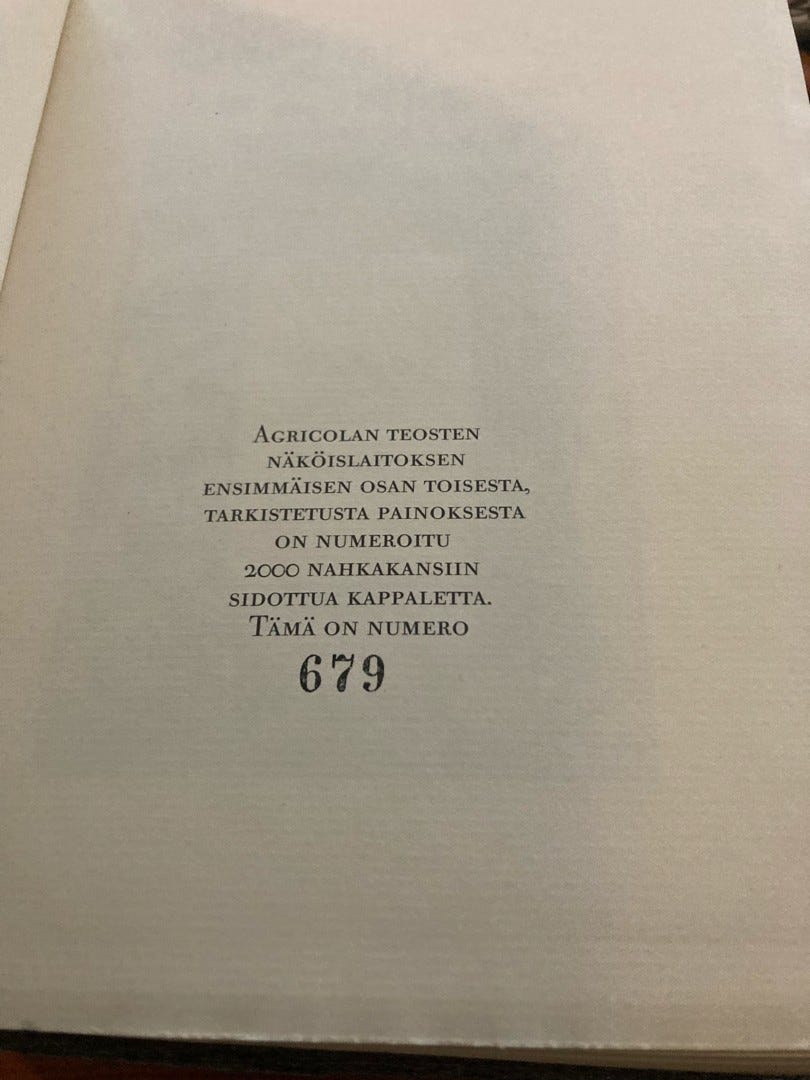 Agricolan teosten
näköislaitoksen
ensimmäisen osan toisesta,
tarkistetusta painoksesta
on numeroitu
2000 nahkakansiin
sidottua kappaletta.
Tämä on numero
679